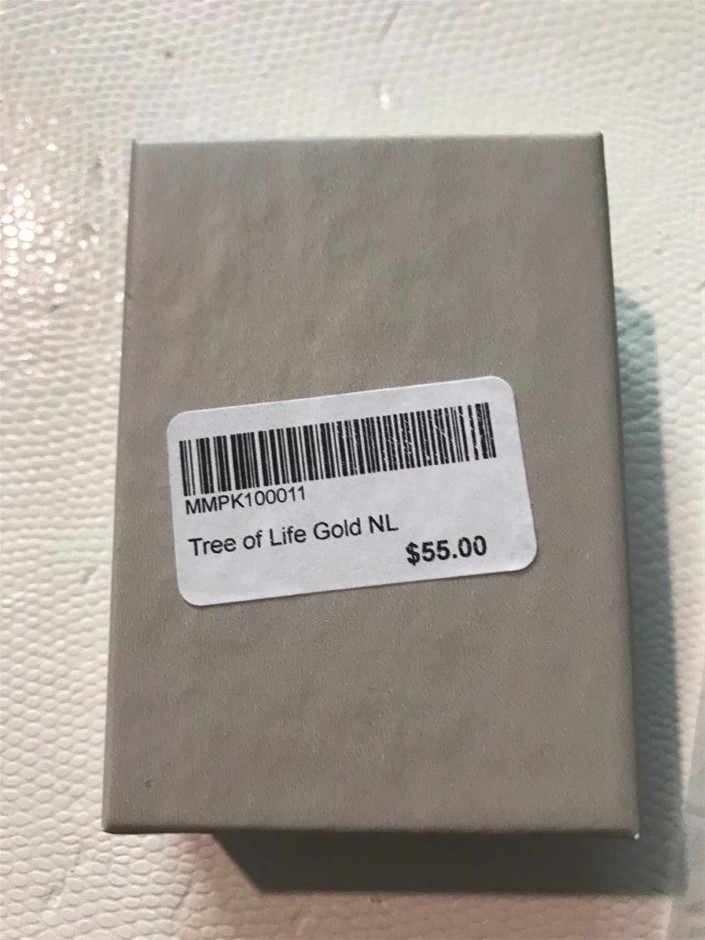 MMPK100011
Tree of Life Gold NL
$55.00